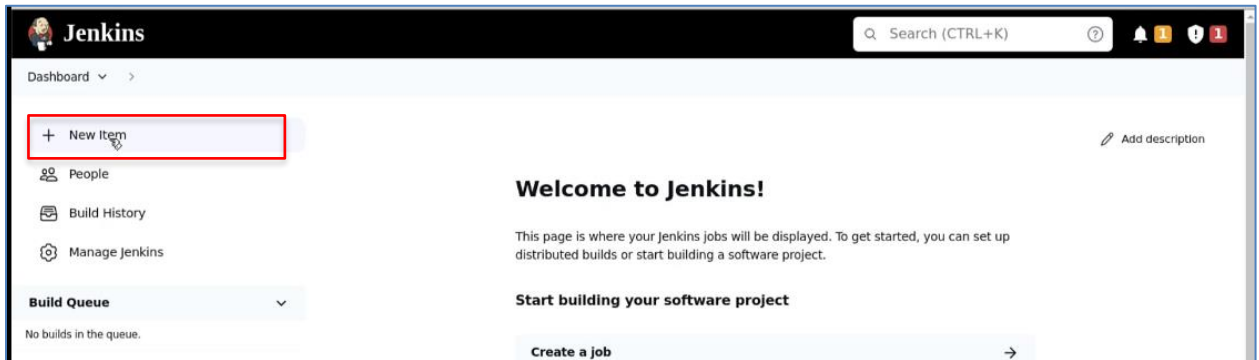 Jenkins
Search (CTRL+K)
1
1
Dashboard
New Item
Add description
People
Build History
Manage Jenkins
Welcome to Jenkins!
This page is where your Jenkins jobs will be displayed. To get started, you can set up
distributed builds or start building a software project.
Build Queue
No builds in the queue.
Start building your software project
Create a job